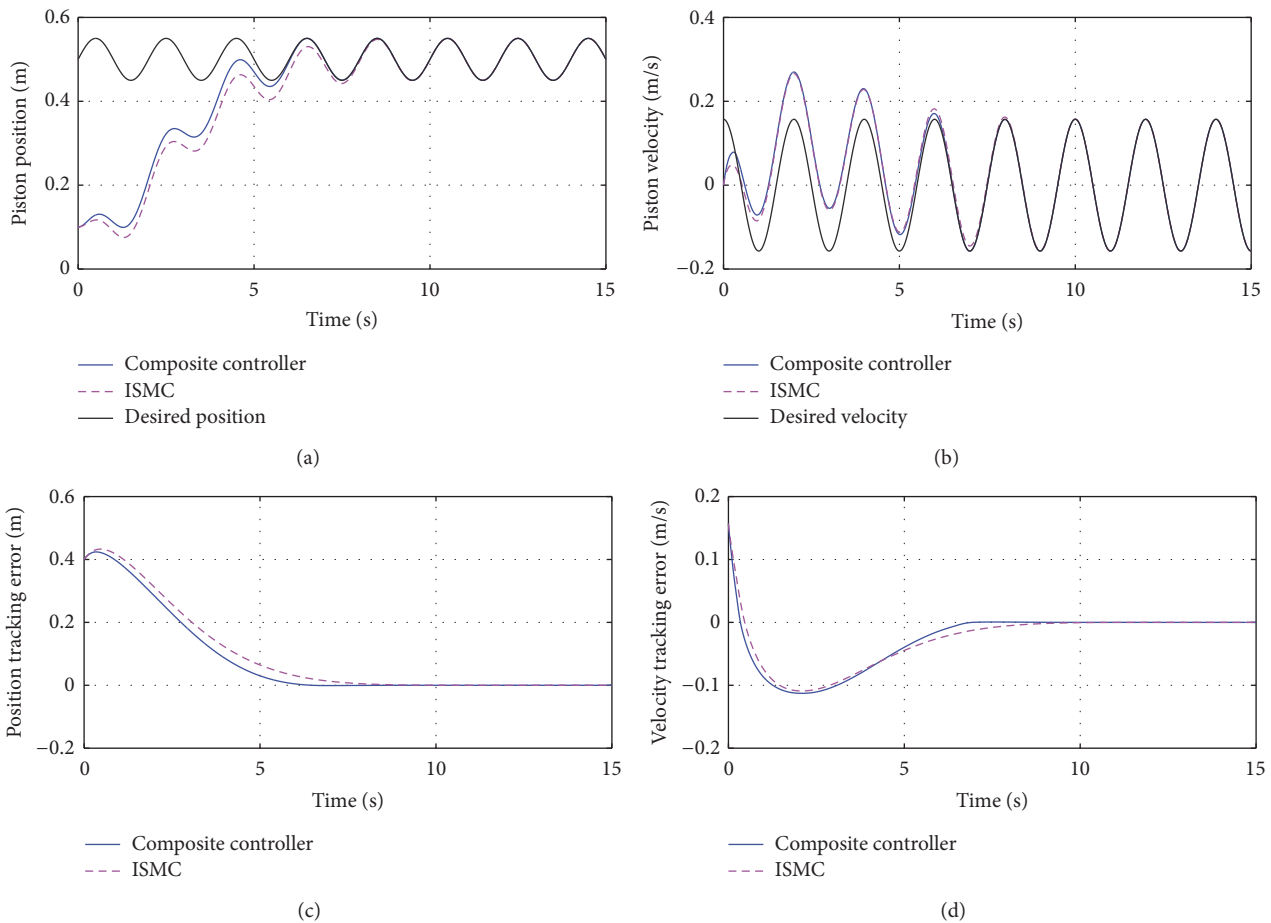 0.6
0.4
0.2
0
Piston position (m)
0
5
10
15
Time (s)
Composite controller
ISMC
Desired position
(a)
0.4
0.2
0
−0.2
Piston velocity (m/s)
0
5
10
15
Time (s)
Composite controller
ISMC
Desired velocity
(b)
0.6
0.4
0.2
0
−0.2
Position tracking error (m)
0
5
10
15
Time (s)
Composite controller
ISMC
(c)
0.2
0.1
0
−0.1
−0.2
Velocity tracking error (m/s)
0
5
10
15
Time (s)
Composite controller
ISMC
(d)